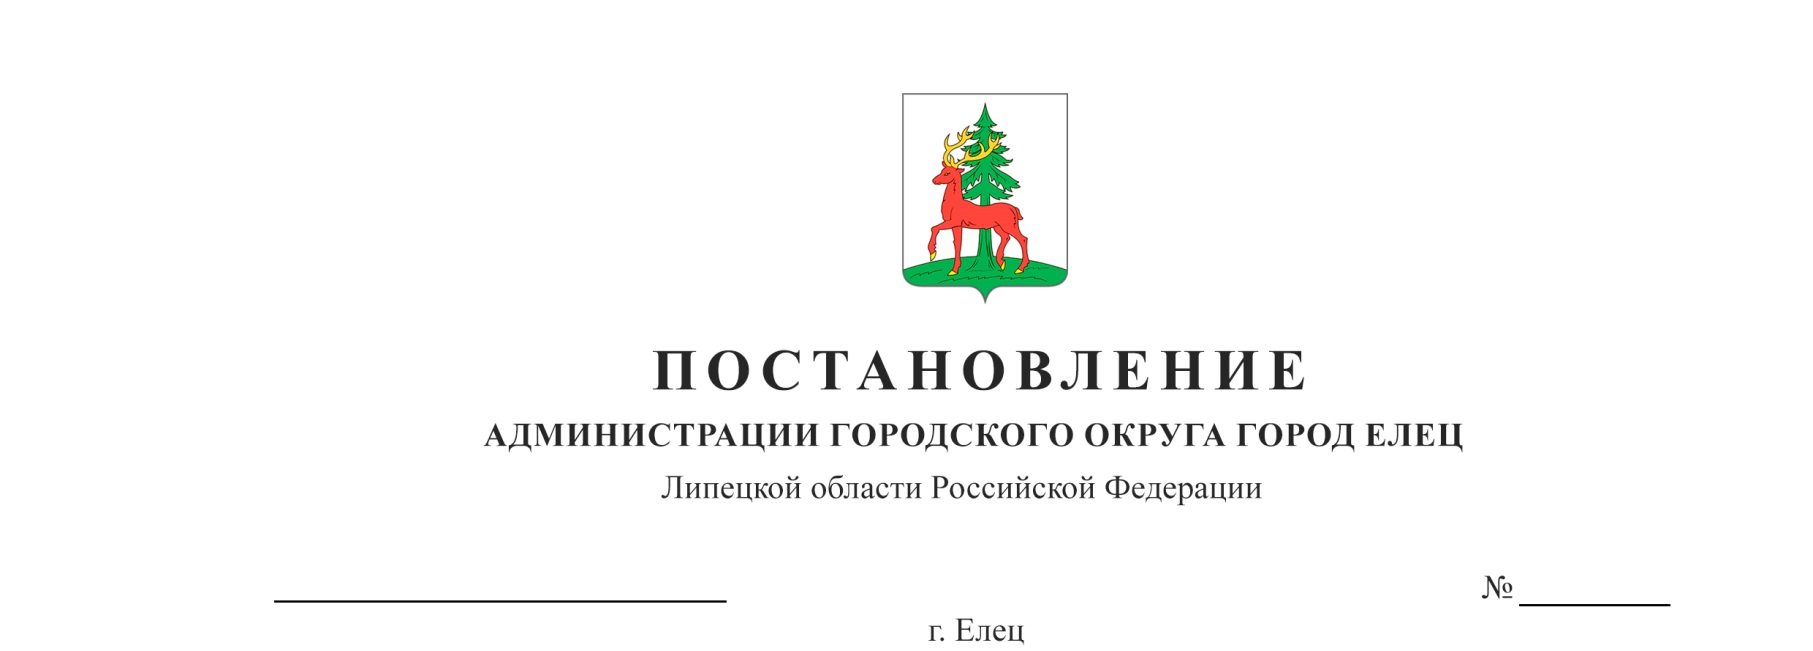 ПОСТАНОВЛЕНИЕ
АДМИНИСТРАЦИИ ГОРОДСКОГО ОКРУГА ГОРОД ЕЛЕЦ
Липецкой области Российской Федерации
№
г. Елец